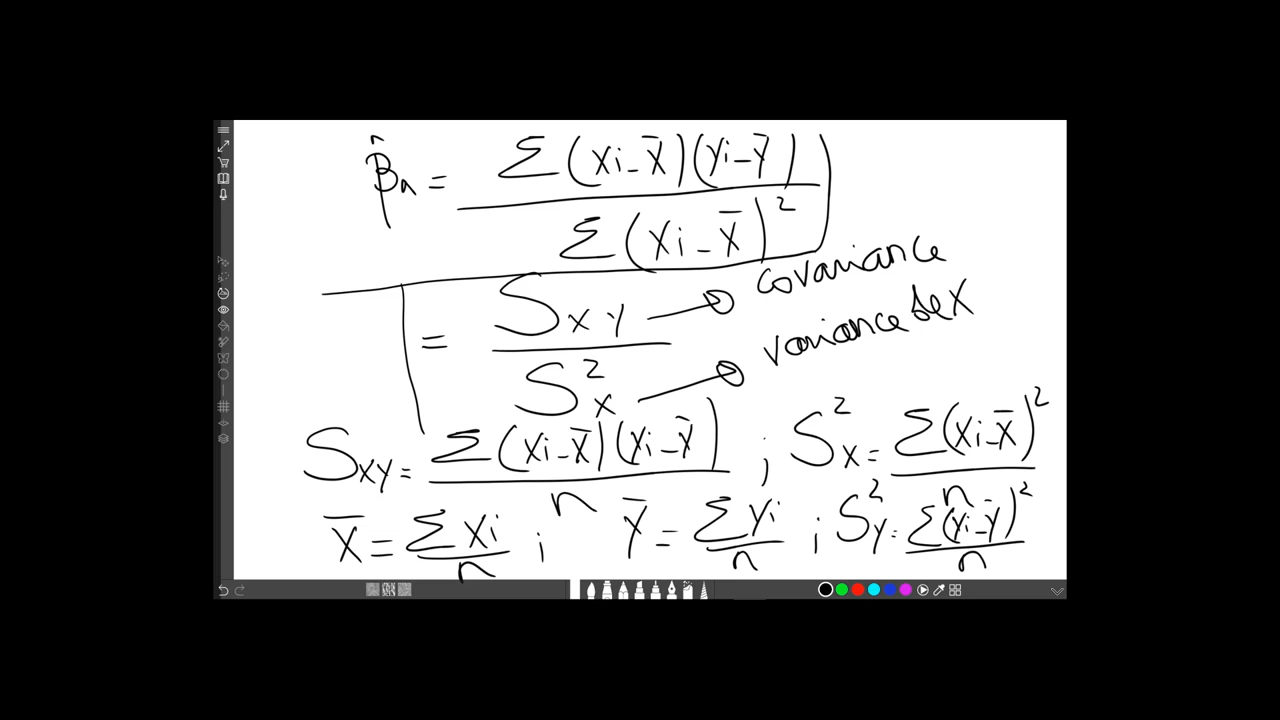 β̂₁ = Σ(xi-x̄)(yi-ȳ)
Σ(xi-x̄)²
= Sxy covariance
S²x variance de X
Sxy = Σ(xi-x̄)(yi-ȳ) ; S²x = Σ(xi-x̄)²
n n
x̄ = Σxi ; ȳ = Σyi ; S²y = Σ(yi-ȳ)²
n n n